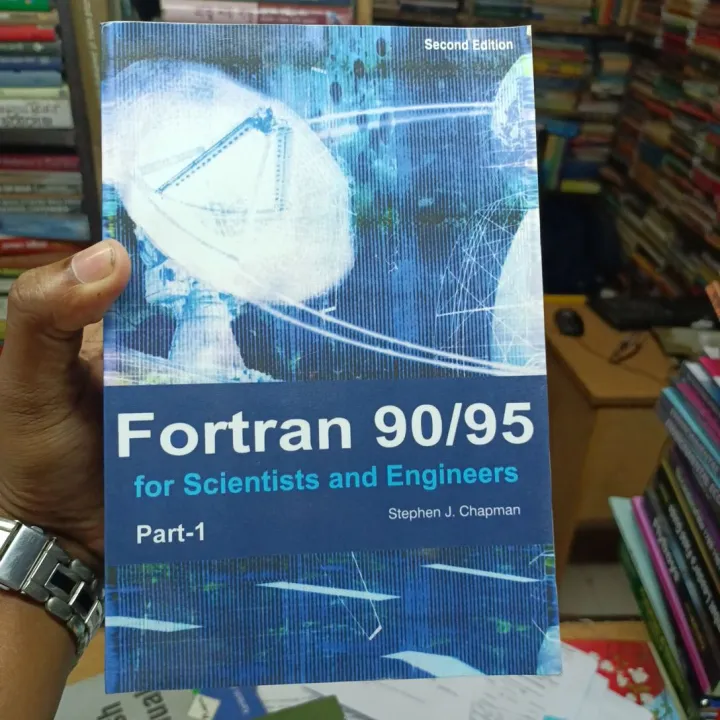 Second Edition
Fortran 90/95
for Scientists and Engineers
Stephen J. Chapman
Part-1